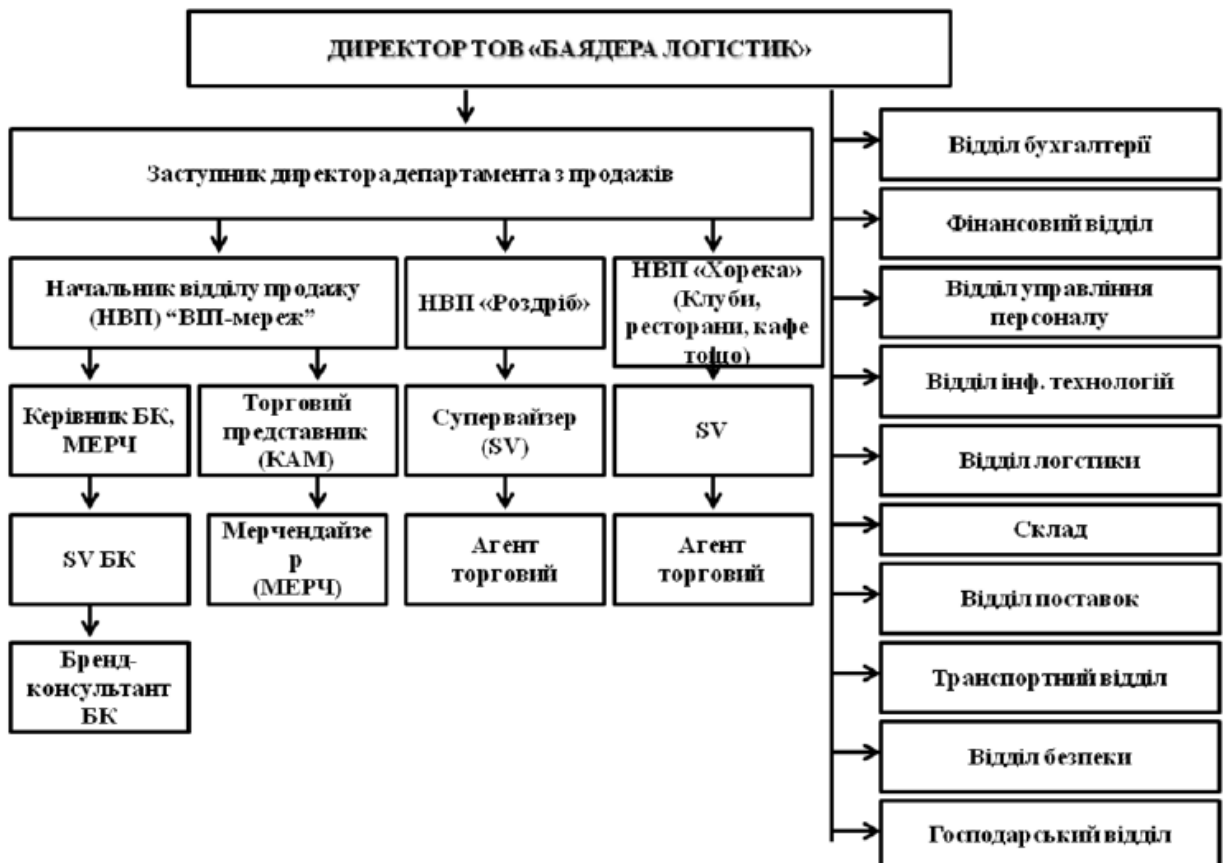 ДИРЕКТОР ТОВ «БАЯДЕРА ЛОГІСТИК»
Заступник директора департамента з продажів
Начальник відділу продажу
(НВП) “ВІП-мереж”
НВП «Роздріб»
НВП «Хорека»
(Клуби,
ресторани, кафе
тощо)
Керівник БК,
МЕРЧ
Торговий
представник
(КАМ)
Супервайзер
(SV)
SV
SV БК
Мерчендайзе
р
(МЕРЧ)
Агент
торговий
Агент
торговий
Бренд-
консультант
БК
Відділ бухгалтерії
Фінансовий відділ
Відділ управління
персоналу
Відділ інф. технологій
Відділ логстики
Склад
Відділ поставок
Транспортний відділ
Відділ безпеки
Господарський відділ